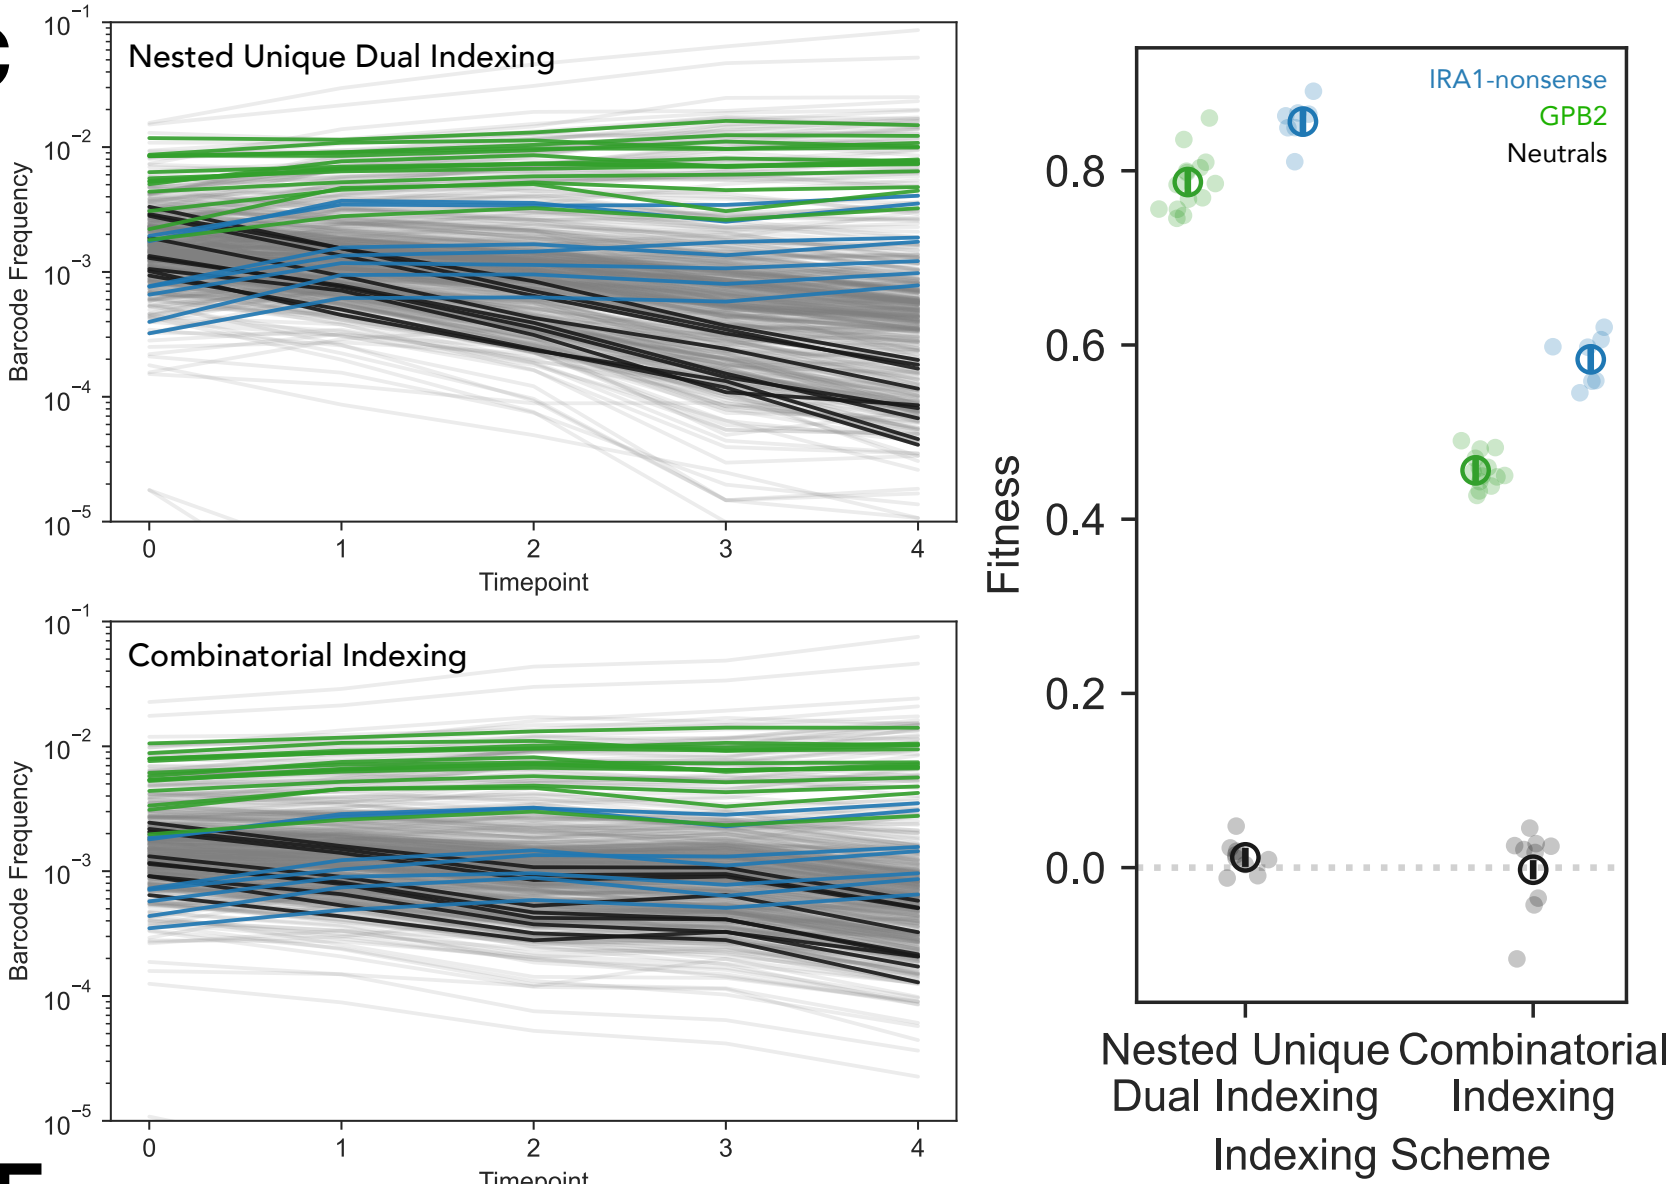 C
Nested Unique Dual Indexing
Barcode Frequency
10⁻¹
10⁻²
10⁻³
10⁻⁴
10⁻⁵
0 1 2 3 4
Timepoint
Combinatorial Indexing
Barcode Frequency
10⁻¹
10⁻²
10⁻³
10⁻⁴
10⁻⁵
0 1 2 3 4
Timepoint
IRA1-nonsense
GPB2
Neutrals
Fitness
0.8
0.6
0.4
0.2
0.0
Nested Unique
Dual Indexing
Combinatorial
Indexing
Indexing Scheme